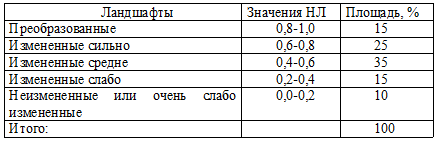 Ландшафты Значения НЛ Площадь, %
Преобразованные 0,8-1,0 15
Измененные сильно 0,6-0,8 25
Измененные средне 0,4-0,6 35
Измененные слабо 0,2-0,4 15
Неизмененные или очень слабо 0,0-0,2 10
измененные
Итого: 100